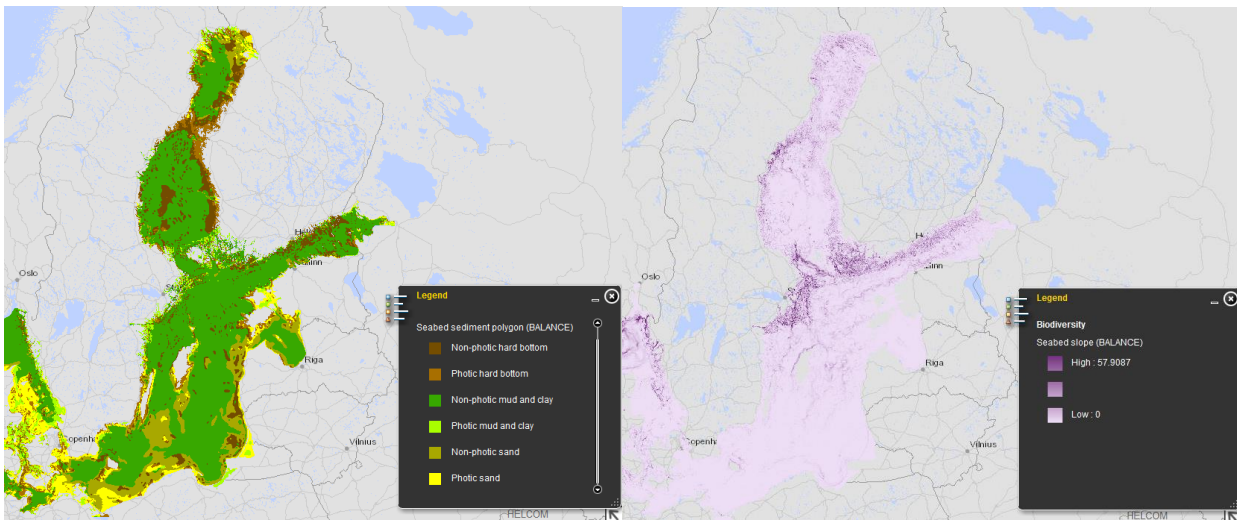 Oslo
Riga
Vilnius
Legend
Seabed sediment polygon (BALANCE)
Non-photic hard bottom
Photic hard bottom
Non-photic mud and clay
Photic mud and clay
Non-photic sand
Photic sand
HELCOM
Oslo
Riga
Vilnius
Legend
Biodiversity
Seabed slope (BALANCE)
High : 57.9087
Low : 0
HELCOM